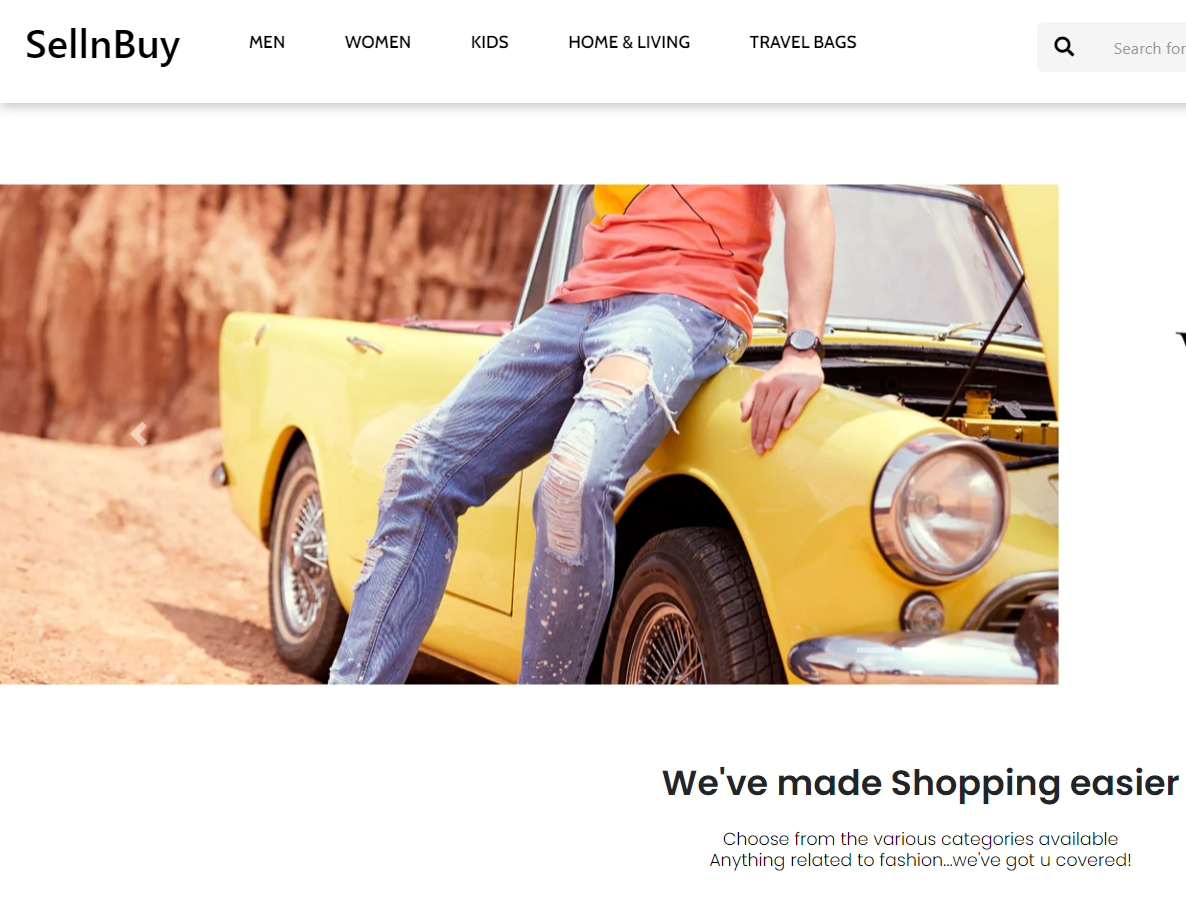 SellnBuy
MEN
WOMEN
KIDS
HOME & LIVING
TRAVEL BAGS
Search for
We've made Shopping easier
Choose from the various categories available
Anything related to fashion...we've got u covered!